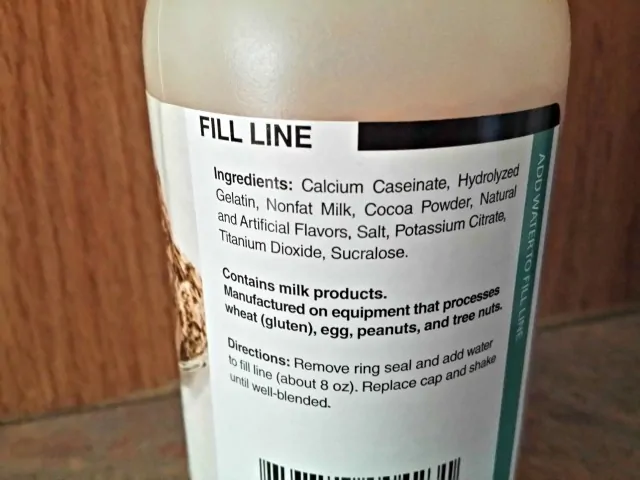 FILL LINE
Ingredients: Calcium Caseinate, Hydrolyzed
Gelatin, Nonfat Milk, Cocoa Powder, Natural
and Artificial Flavors, Salt, Potassium Citrate,
Titanium Dioxide, Sucralose.
Contains milk products.
Manufactured on equipment that processes
wheat (gluten), egg, peanuts, and tree nuts.
Directions: Remove ring seal and add water
to fill line (about 8 oz). Replace cap and shake
until well-blended.
ADD WATER TO FILL LINE